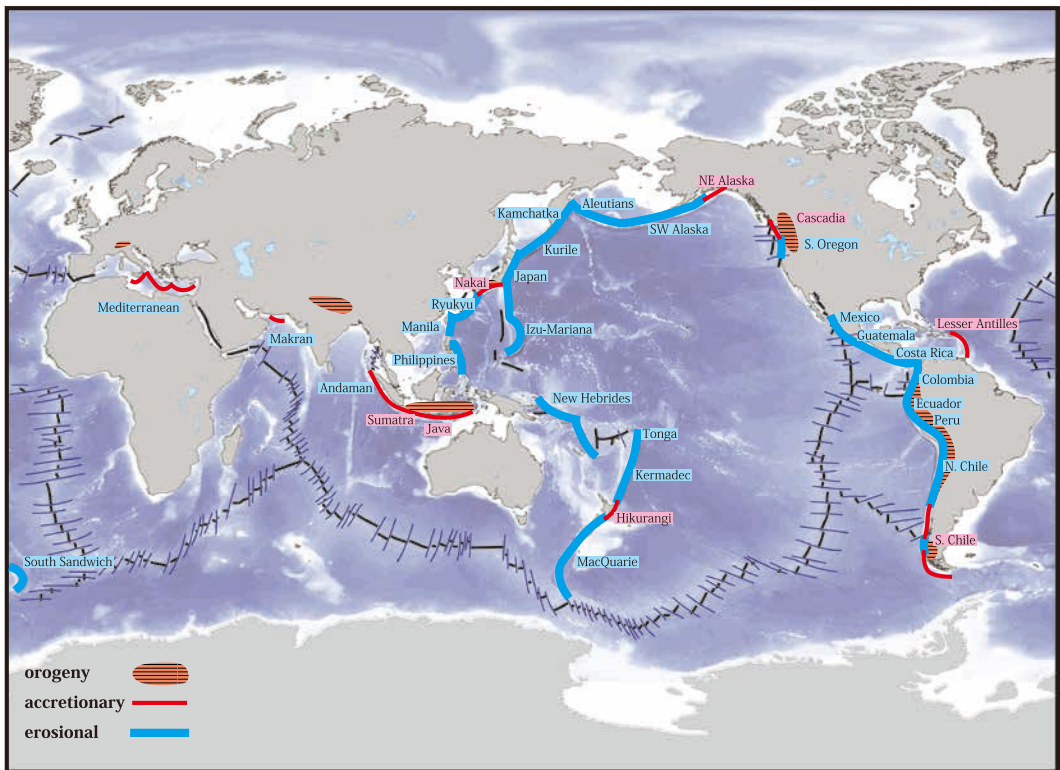 NE Alaska
Aleutians
Kamchatka
Cascadia
SW Alaska
S. Oregon
Kurile
Japan
Nakai
Ryukyu
Mediterranean
Mexico
Lesser Antilles
Manila
Izu-Mariana
Guatemala
Makran
Costa Rica
Philippines
Colombia
Andaman
New Hebrides
Ecuador
Sumatra
Peru
Java
Tonga
N. Chile
Kermadec
Hikurangi
S. Chile
South Sandwich
MacQuarie
orogeny
accretionary
erosional